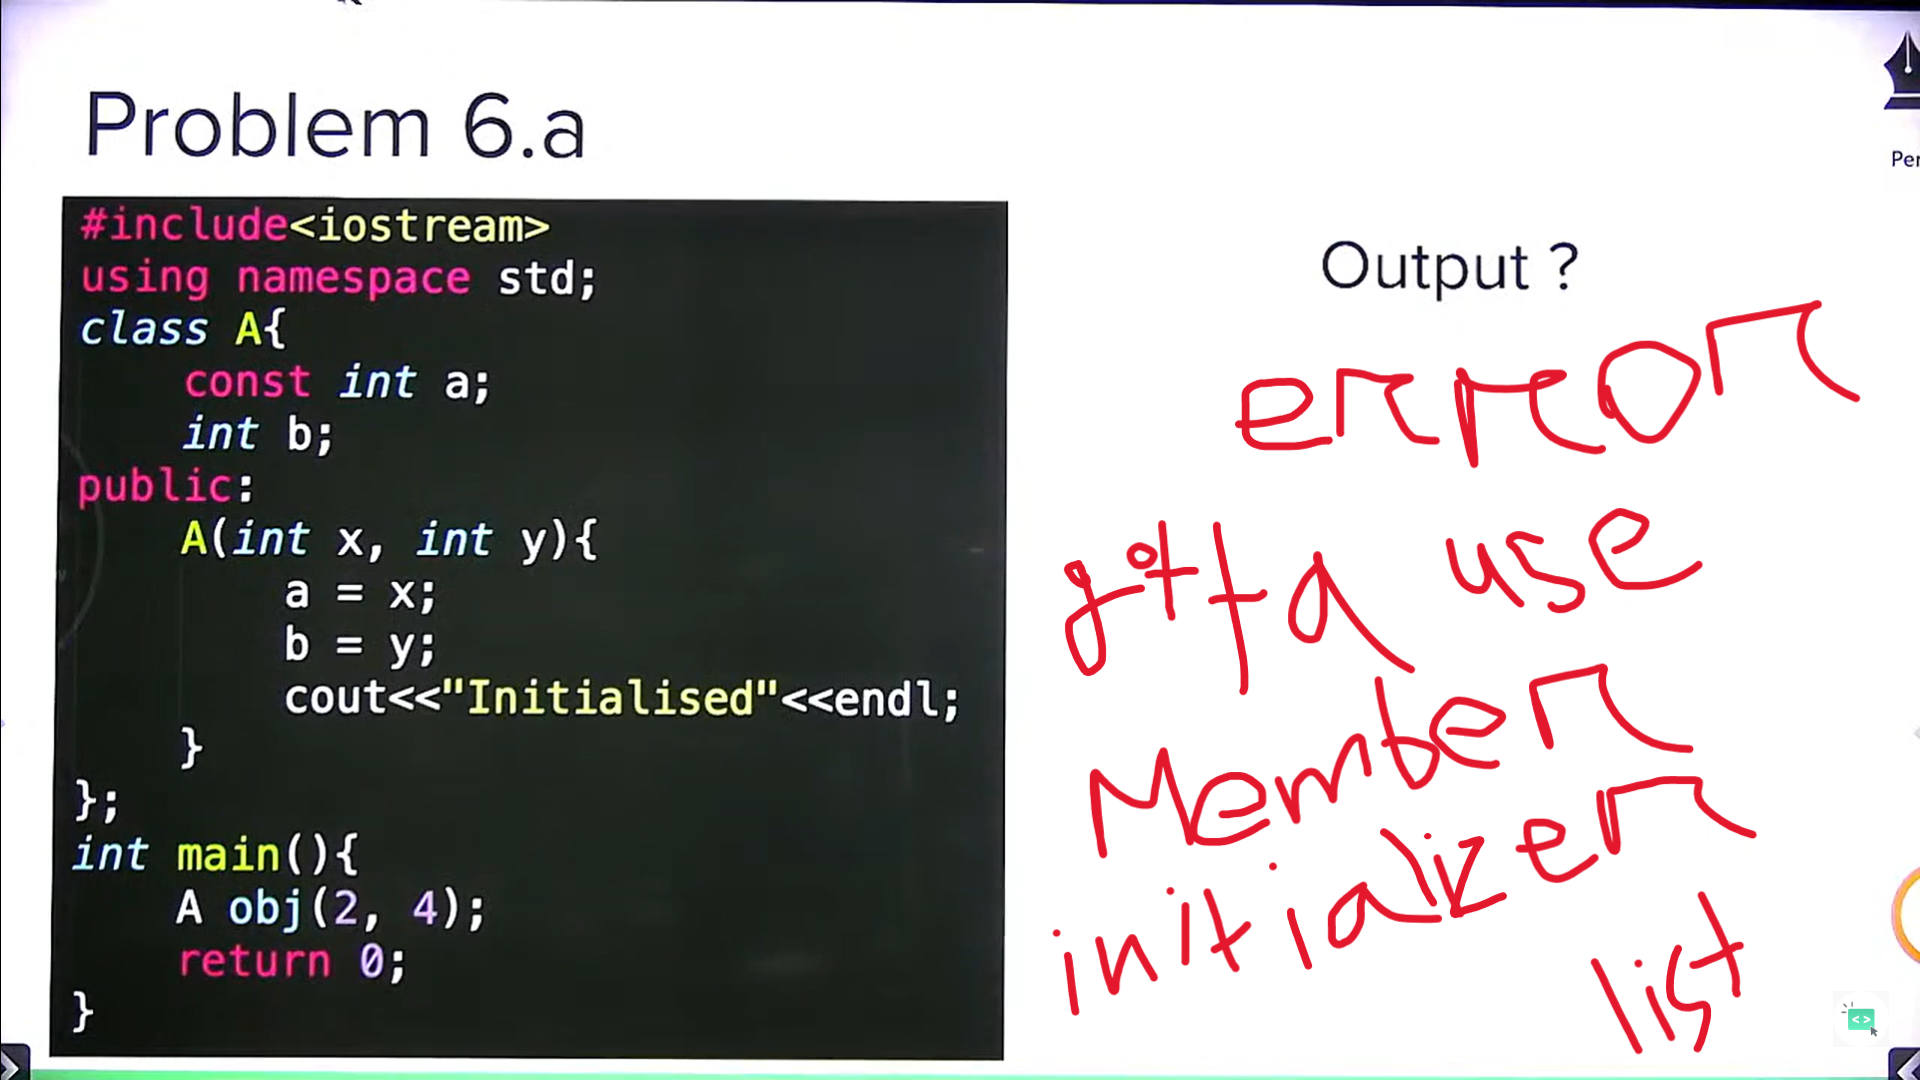 Problem 6.a
Per
#include<iostream>
using namespace std;
class A{
const int a;
int b;
public:
A(int x, int y){
a = x;
b = y;
cout<<"Initialised"<<endl;
}
};
int main(){
A obj(2, 4);
return 0;
}
Output ?
error
gotta use
Member
initializer
list
<>